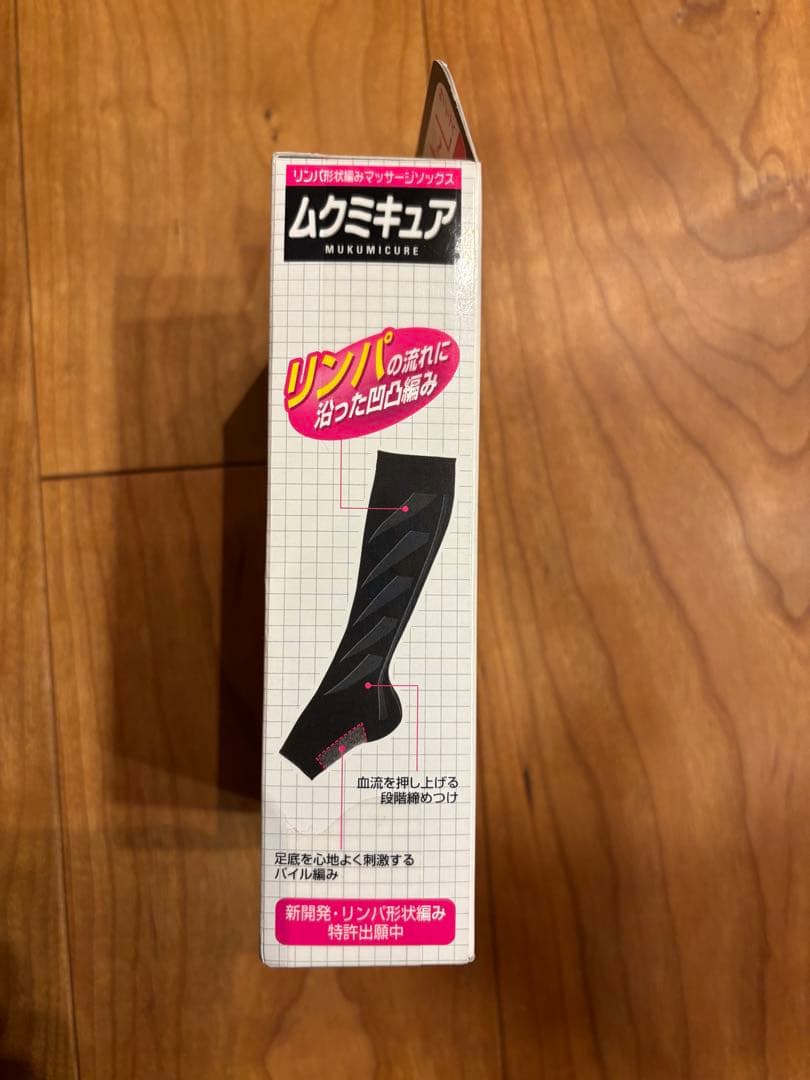 リンパ形状編みマッサージソックス
ムクミキュア
MUKUMICURE
リンパの流れに
沿った凹凸編み
血流を押し上げる
段階締めつけ
足底を心地よく刺激する
パイル編み
新開発・リンパ形状編み
特許出願中